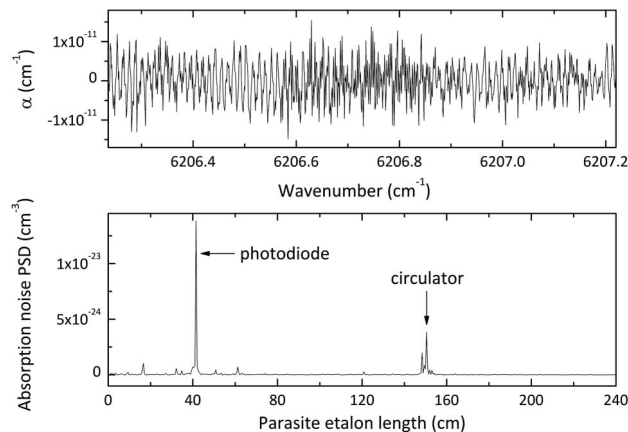 1x10⁻¹¹
0
-1x10⁻¹¹
α (cm⁻¹)
6206.4 6206.6 6206.8 6207.0 6207.2
Wavenumber (cm⁻¹)
Absorption noise PSD (cm⁻³)
1x10⁻²³
5x10⁻²⁴
0
photodiode
circulator
0 40 80 120 160 200 240
Parasite etalon length (cm)